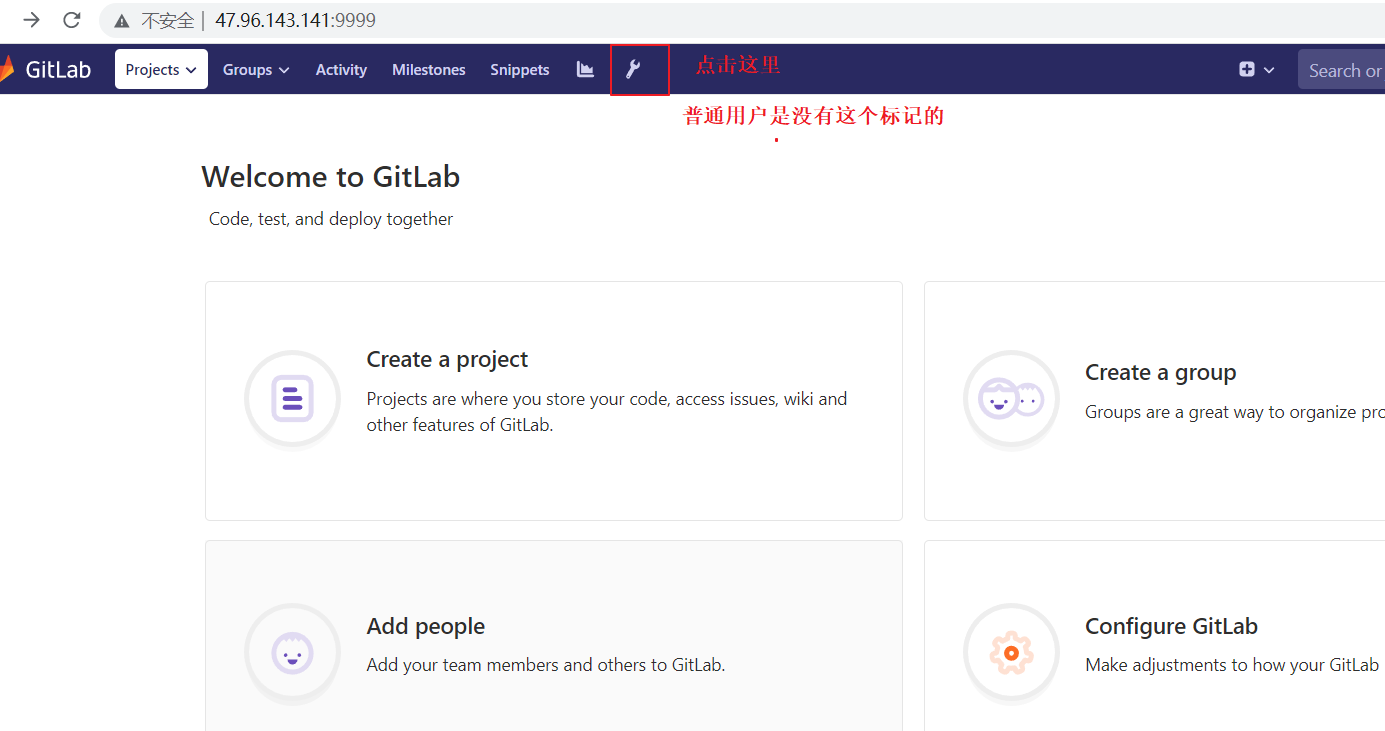 不安全 | 47.96.143.141:9999
GitLab Projects Groups Activity Milestones Snippets 点击这里 Search or
普通用户是没有这个标记的
Welcome to GitLab
Code, test, and deploy together
Create a project
Projects are where you store your code, access issues, wiki and
other features of GitLab.
Create a group
Groups are a great way to organize pro
Add people
Add your team members and others to GitLab.
Configure GitLab
Make adjustments to how your GitLab